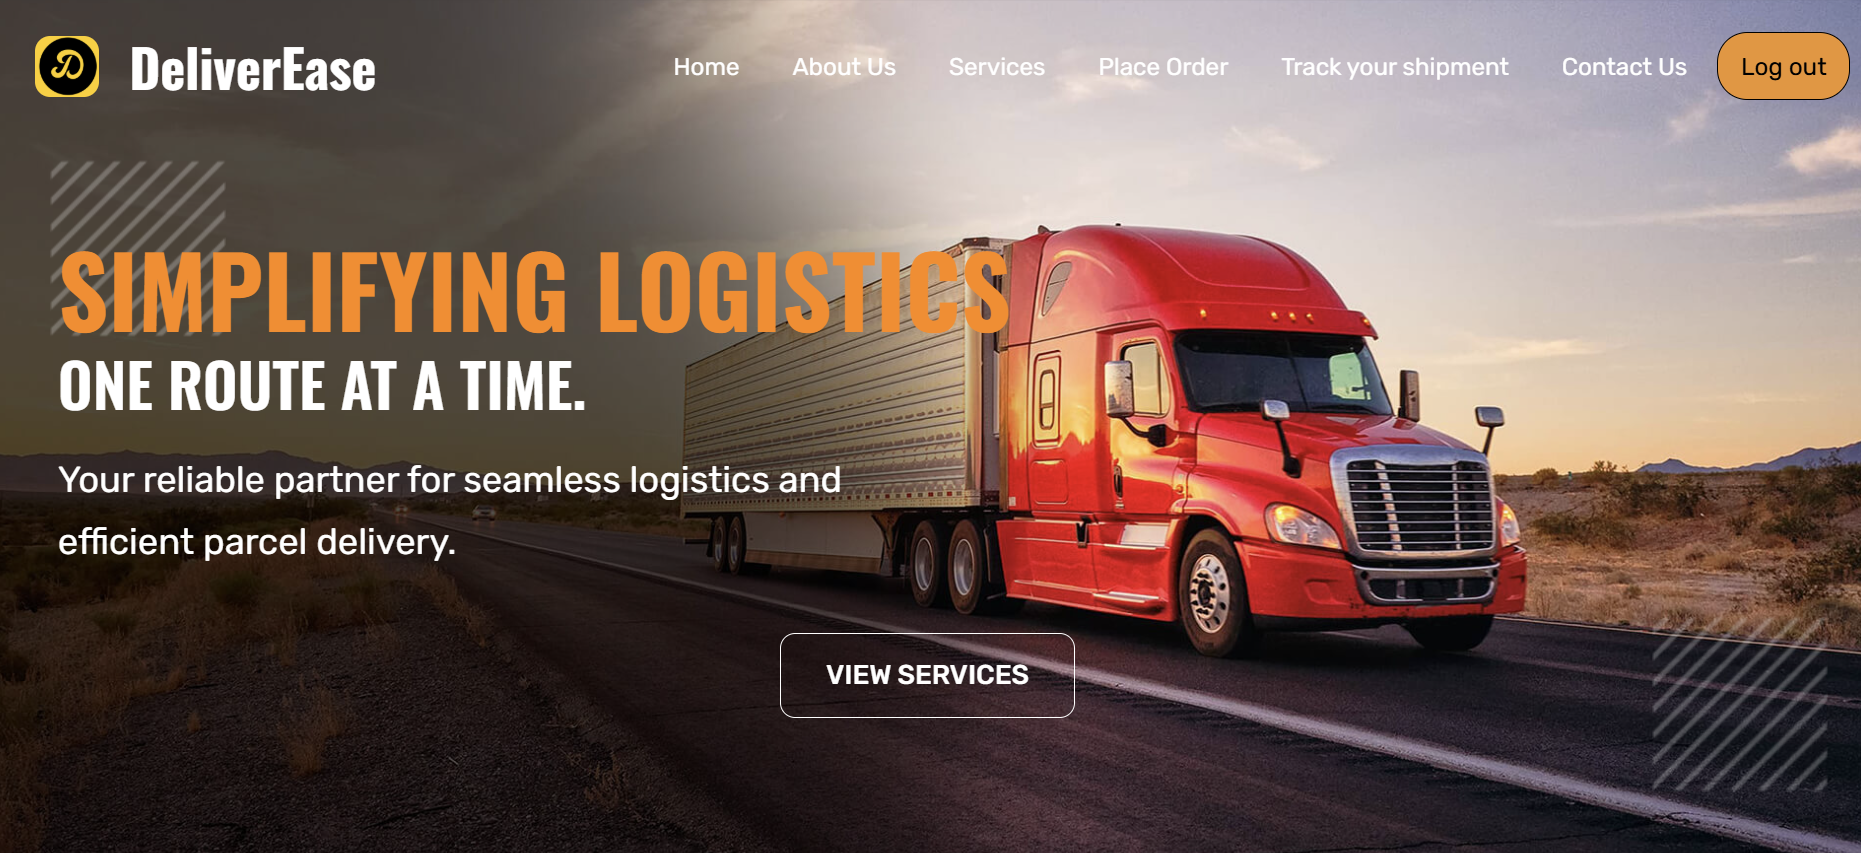 D
DeliverEase
Home
About Us
Services
Place Order
Track your shipment
Contact Us
Log out
SIMPLIFYING LOGISTICS
ONE ROUTE AT A TIME.
Your reliable partner for seamless logistics and
efficient parcel delivery.
VIEW SERVICES